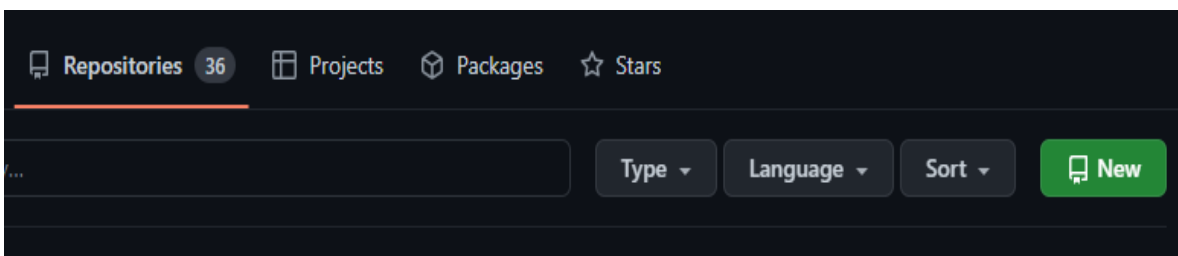 Repositories 36 Projects Packages Stars
... Type Language Sort New